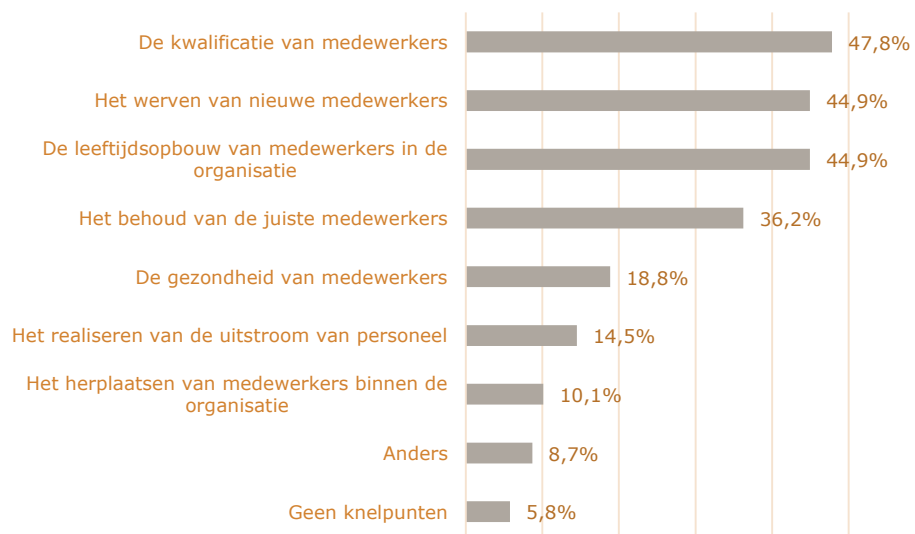 De kwalificatie van medewerkers 47,8%
Het werven van nieuwe medewerkers 44,9%
De leeftijdsopbouw van medewerkers in de
organisatie 44,9%
Het behoud van de juiste medewerkers 36,2%
De gezondheid van medewerkers 18,8%
Het realiseren van de uitstroom van personeel 14,5%
Het herplaatsen van medewerkers binnen de
organisatie 10,1%
Anders 8,7%
Geen knelpunten 5,8%